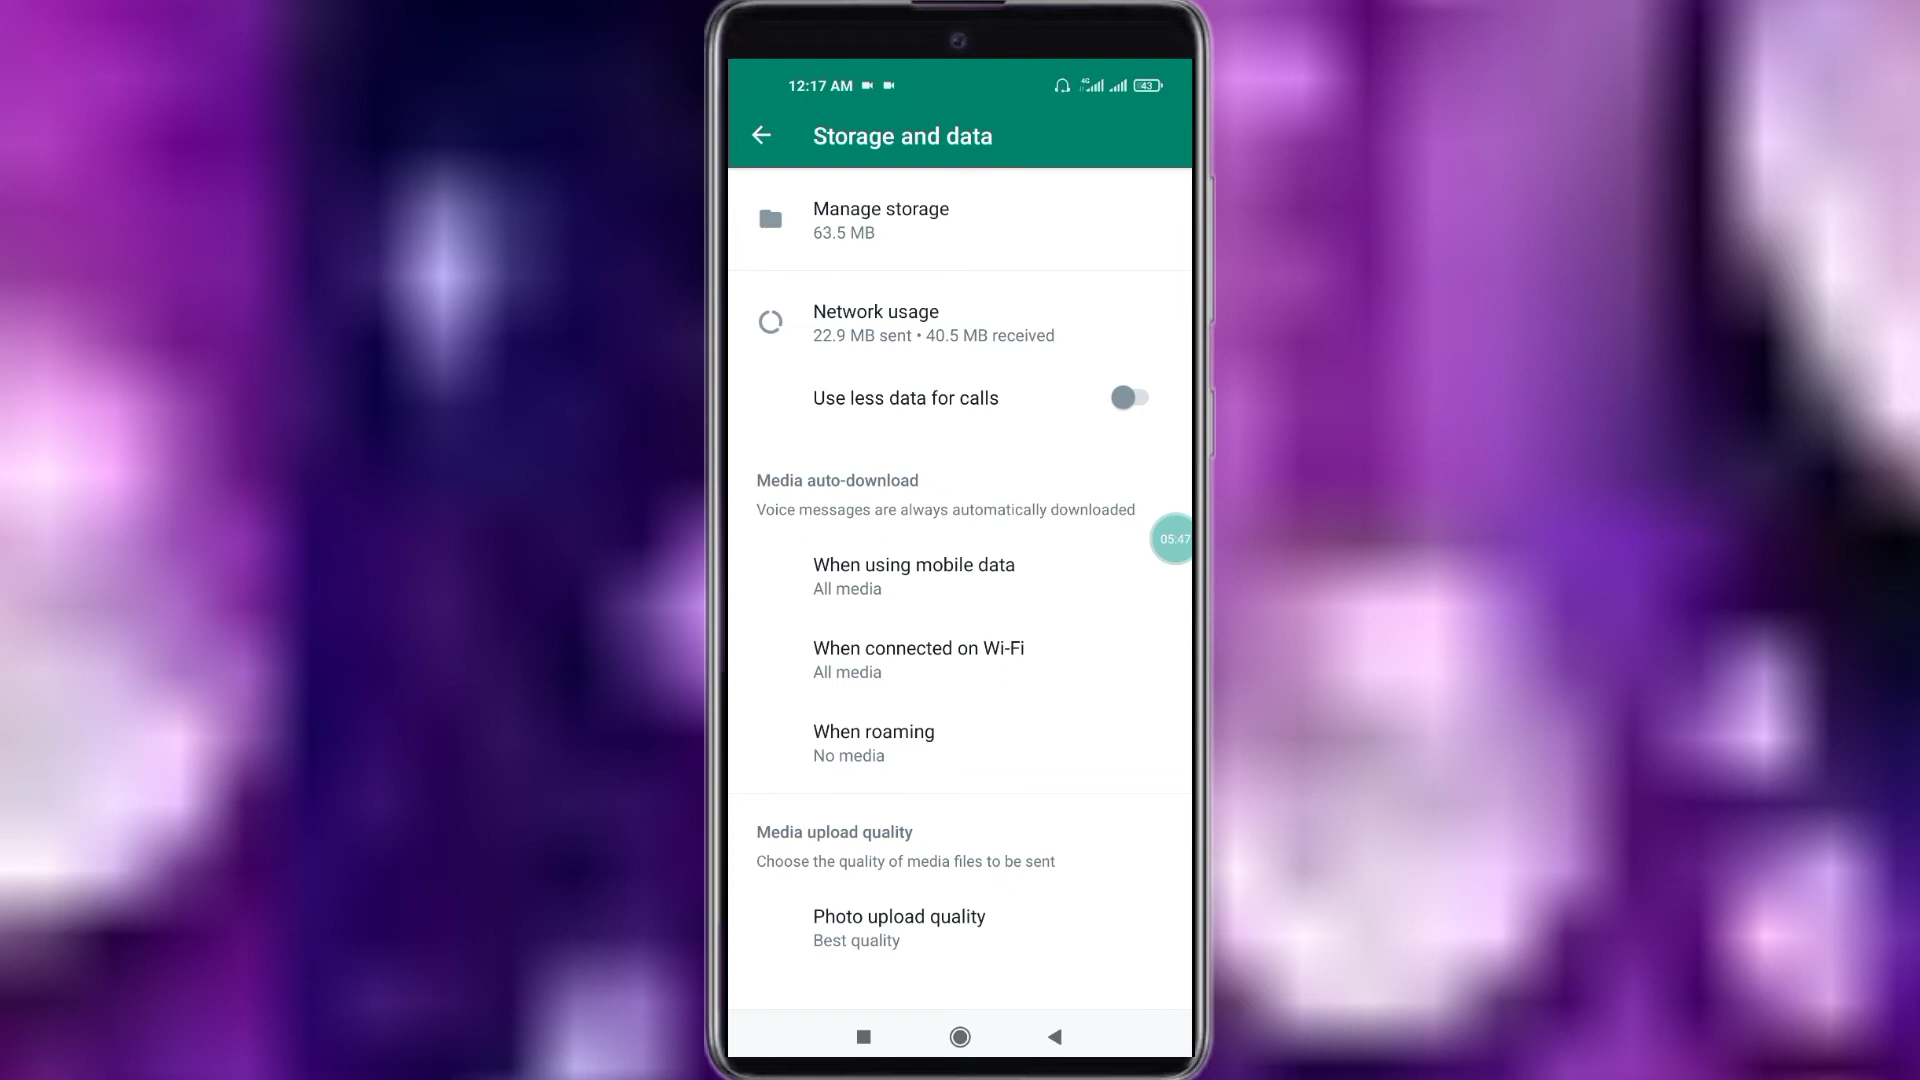 12:17 AM 4G 43
Storage and data
Manage storage
63.5 MB
Network usage
22.9 MB sent • 40.5 MB received
Use less data for calls
Media auto-download
Voice messages are always automatically downloaded
05:47
When using mobile data
All media
When connected on Wi-Fi
All media
When roaming
No media
Media upload quality
Choose the quality of media files to be sent
Photo upload quality
Best quality